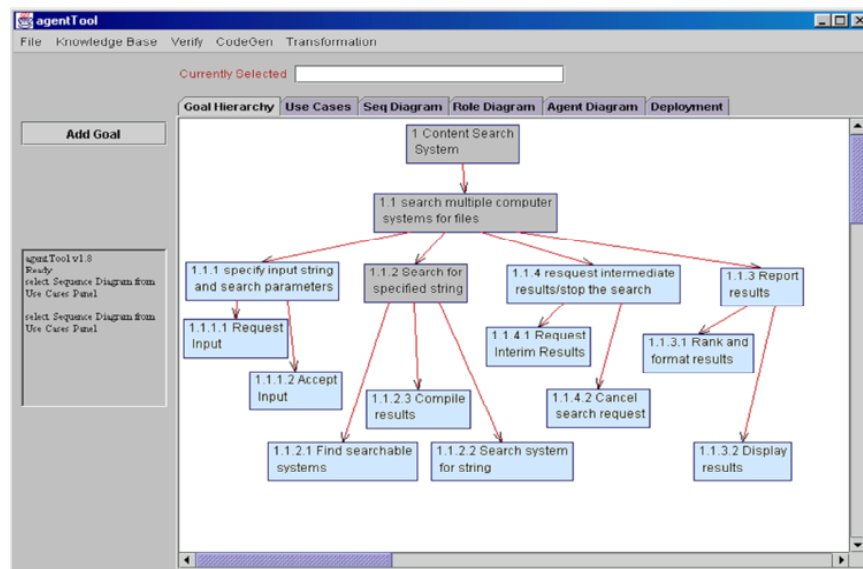 agentTool
File Knowledge Base Verify CodeGen Transformation
Currently Selected
Goal Hierarchy Use Cases Seq Diagram Role Diagram Agent Diagram Deployment
Add Goal
1 Content Search
System
1.1 search multiple computer
systems for files
1.1.1 specify input string
and search parameters
1.1.2 Search for
specified string
1.1.4 resquest intermediate
results/stop the search
1.1.3 Report
results
1.1.1.1 Request
Input
1.1.4.1 Request
Interim Results
1.1.3.1 Rank and
format results
1.1.1.2 Accept
Input
1.1.2.3 Compile
results
1.1.4.2 Cancel
search request
1.1.2.1 Find searchable
systems
1.1.2.2 Search system
for string
1.1.3.2 Display
results
agentTool v1.8
Ready
select Sequence Diagram from
Use Cases Panel
select Sequence Diagram from
Use Cases Panel